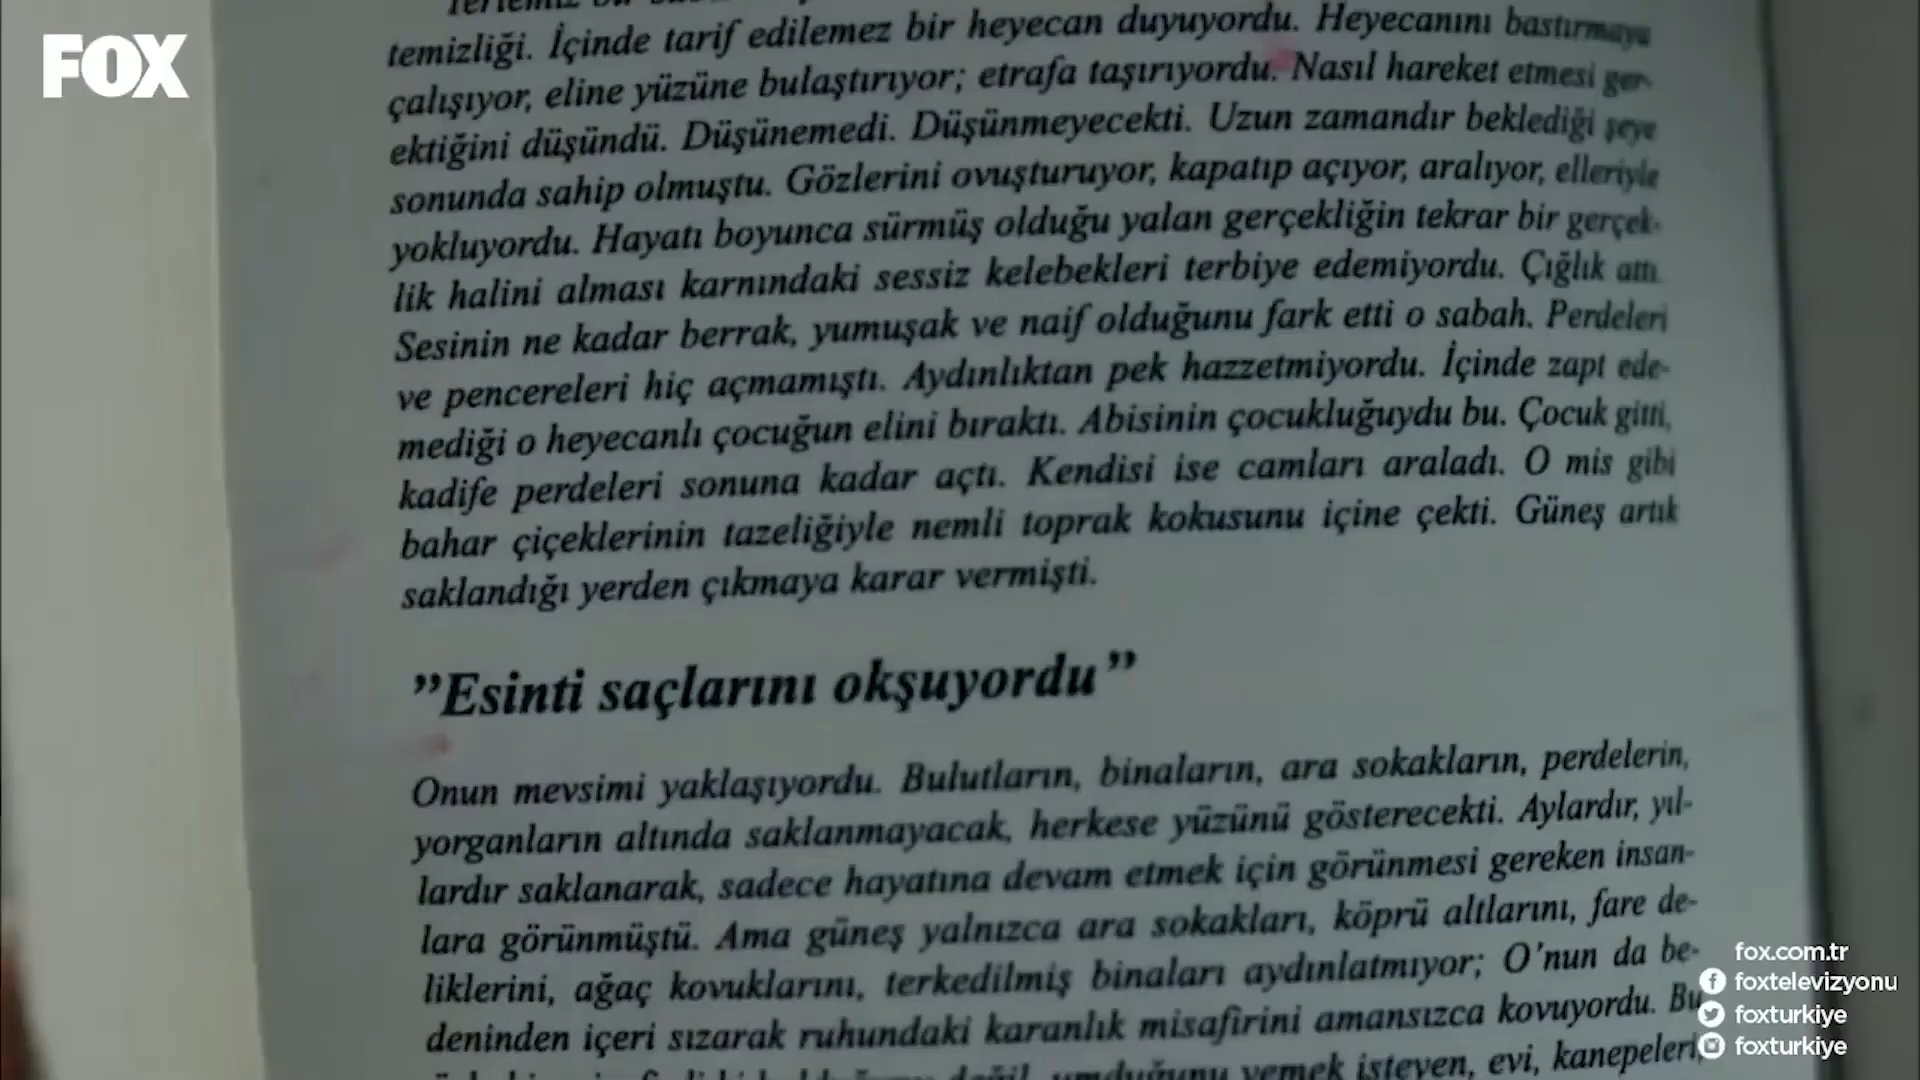 FOX
temizliği. İçinde tarif edilemez bir heyecan duyuyordu. Heyecanını bastırmaya
çalışıyor, eline yüzüne bulaştırıyor; etrafa taşırıyordu. Nasıl hareket etmesi ger-
ektiğini düşündü. Düşünemedi. Düşünmeyecekti. Uzun zamandır beklediği şeye
sonunda sahip olmuştu. Gözlerini ovuşturuyor, kapatıp açıyor, aralıyor, elleriyle
yokluyordu. Hayatı boyunca sürmüş olduğu yalan gerçekliğin tekrar bir gerçek-
lik halini alması karnındaki sessiz kelebekleri terbiye edemiyordu. Çığlık attı.
Sesinin ne kadar berrak, yumuşak ve naif olduğunu fark etti o sabah. Perdeleri
ve pencereleri hiç açmamıştı. Aydınlıktan pek hazzetmiyordu. İçinde zapt ede-
mediği o heyecanlı çocuğun elini bıraktı. Abisinin çocukluğuydu bu. Çocuk gitti,
kadife perdeleri sonuna kadar açtı. Kendisi ise camları araladı. O mis gibi
bahar çiçeklerinin tazeliğiyle nemli toprak kokusunu içine çekti. Güneş artık
saklandığı yerden çıkmaya karar vermişti.
”Esinti saçlarını okşuyordu”
Onun mevsimi yaklaşıyordu. Bulutların, binaların, ara sokakların, perdelerin,
yorganların altında saklanmayacak, herkese yüzünü gösterecekti. Aylardır, yıl-
lardır saklanarak, sadece hayatına devam etmek için görünmesi gereken insan-
lara görünmüştü. Ama güneş yalnızca ara sokakları, köprü altlarını, fare de-
liklerini, ağaç kovuklarını, terkedilmiş binaları aydınlatmıyor; O’nun da be-
deninden içeri sızarak ruhundaki karanlık misafirini amansızca kovuyordu. Bu
değil, umduğunu yemek isteyen, evi, kanepeleri,
fox.com.tr
foxtelevizyonu
foxturkiye
foxturkiye